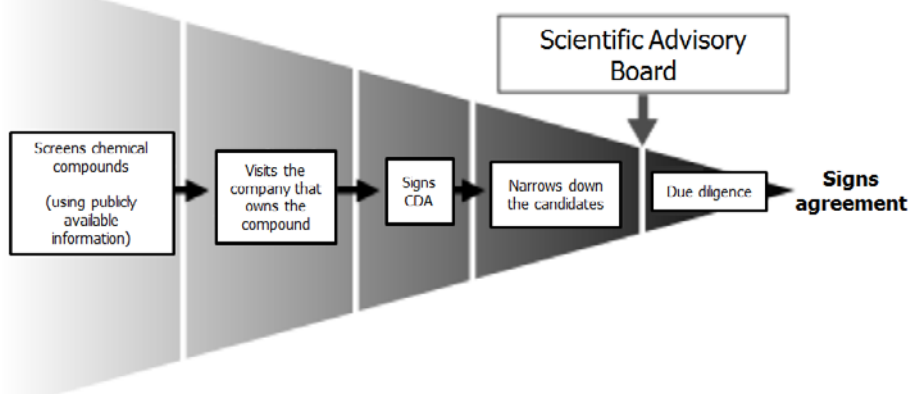 Scientific Advisory
Board
Screens chemical
compounds
(using publicly
available
information)
Visits the
company that
owns the
compound
Signs
CDA
Narrows down
the candidates
Due diligence
Signs
agreement